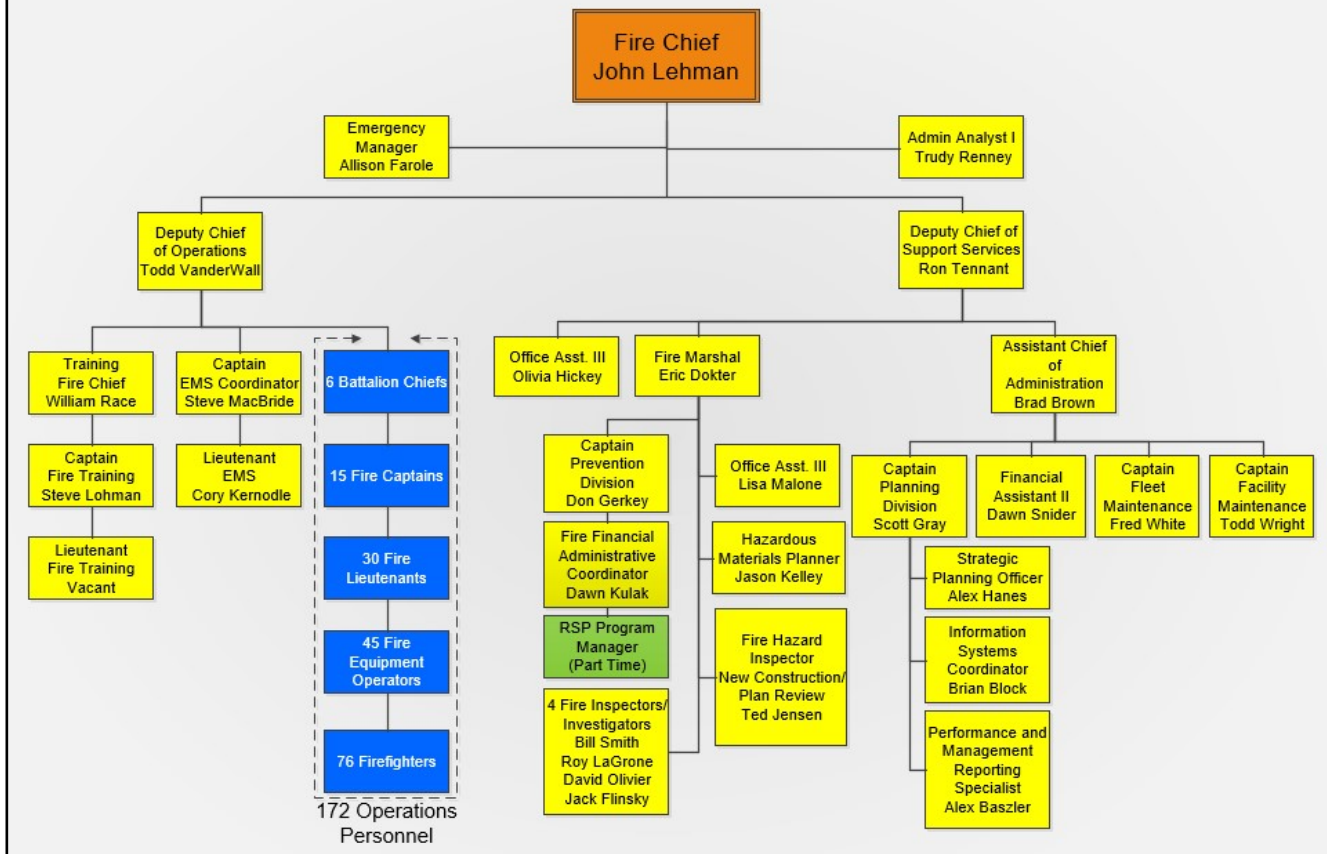 Fire Chief
John Lehman
Emergency
Manager
Allison Farole
Admin Analyst I
Trudy Renney
Deputy Chief
of Operations
Todd VanderWall
Deputy Chief of
Support Services
Ron Tennant
Training
Fire Chief
William Race
Captain
EMS Coordinator
Steve MacBride
6 Battalion Chiefs
Office Asst. III
Olivia Hickey
Fire Marshal
Eric Dokter
Assistant Chief
of
Administration
Brad Brown
Captain
Fire Training
Steve Lohman
Lieutenant
EMS
Cory Kernodle
15 Fire Captains
Captain
Prevention
Division
Don Gerkey
Office Asst. III
Lisa Malone
Captain
Planning
Division
Scott Gray
Financial
Assistant II
Dawn Snider
Captain
Fleet
Maintenance
Fred White
Captain
Facility
Maintenance
Todd Wright
Lieutenant
Fire Training
Vacant
30 Fire
Lieutenants
Fire Financial
Administrative
Coordinator
Dawn Kulak
Hazardous
Materials Planner
Jason Kelley
Strategic
Planning Officer
Alex Hanes
45 Fire
Equipment
Operators
RSP Program
Manager
(Part Time)
Fire Hazard
Inspector
New Construction/
Plan Review
Ted Jensen
Information
Systems
Coordinator
Brian Block
76 Firefighters
4 Fire Inspectors/
Investigators
Bill Smith
Roy LaGrone
David Olivier
Jack Flinsky
Performance and
Management
Reporting
Specialist
Alex Baszler
172 Operations
Personnel